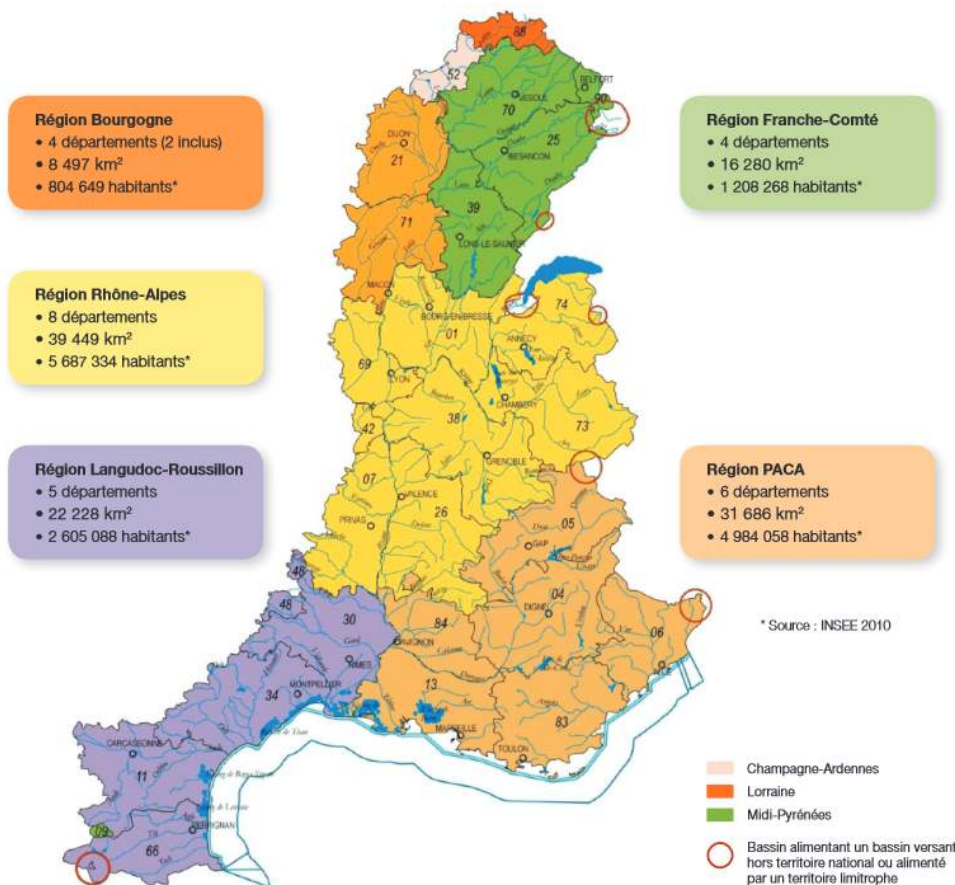 Région Bourgogne
• 4 départements (2 inclus)
• 8 497 km²
• 804 649 habitants*
Région Rhône-Alpes
• 8 départements
• 39 449 km²
• 5 687 334 habitants*
Région Langudoc-Roussillon
• 5 départements
• 22 228 km²
• 2 605 088 habitants*
Région Franche-Comté
• 4 départements
• 16 280 km²
• 1 208 268 habitants*
Région PACA
• 6 départements
• 31 686 km²
• 4 984 058 habitants*
* Source : INSEE 2010
88
52
BELFORT
90
VESOUL
70
DIJON
21
25
BESANCON
39
71
LONS-LE-SAUNIER
MACON
74
BOURG/EN/BRESSE
01
ANNECY
69
LYON
CHAMBERY
42
38
73
GRENOBLE
07
VALENCE
PRIVAS
26
05
GAP
48
48
30
04
DIGNE
84
06
AVIGNON
Gard
NIMES
34
MONTPELLIER
13
83
MARSEILLE
TOULON
CARCASSONNE
11
09
PERPIGNAN
66
Champagne-Ardennes
Lorraine
Midi-Pyrénées
Bassin alimentant un bassin versant
hors territoire national ou alimenté
par un territoire limitrophe